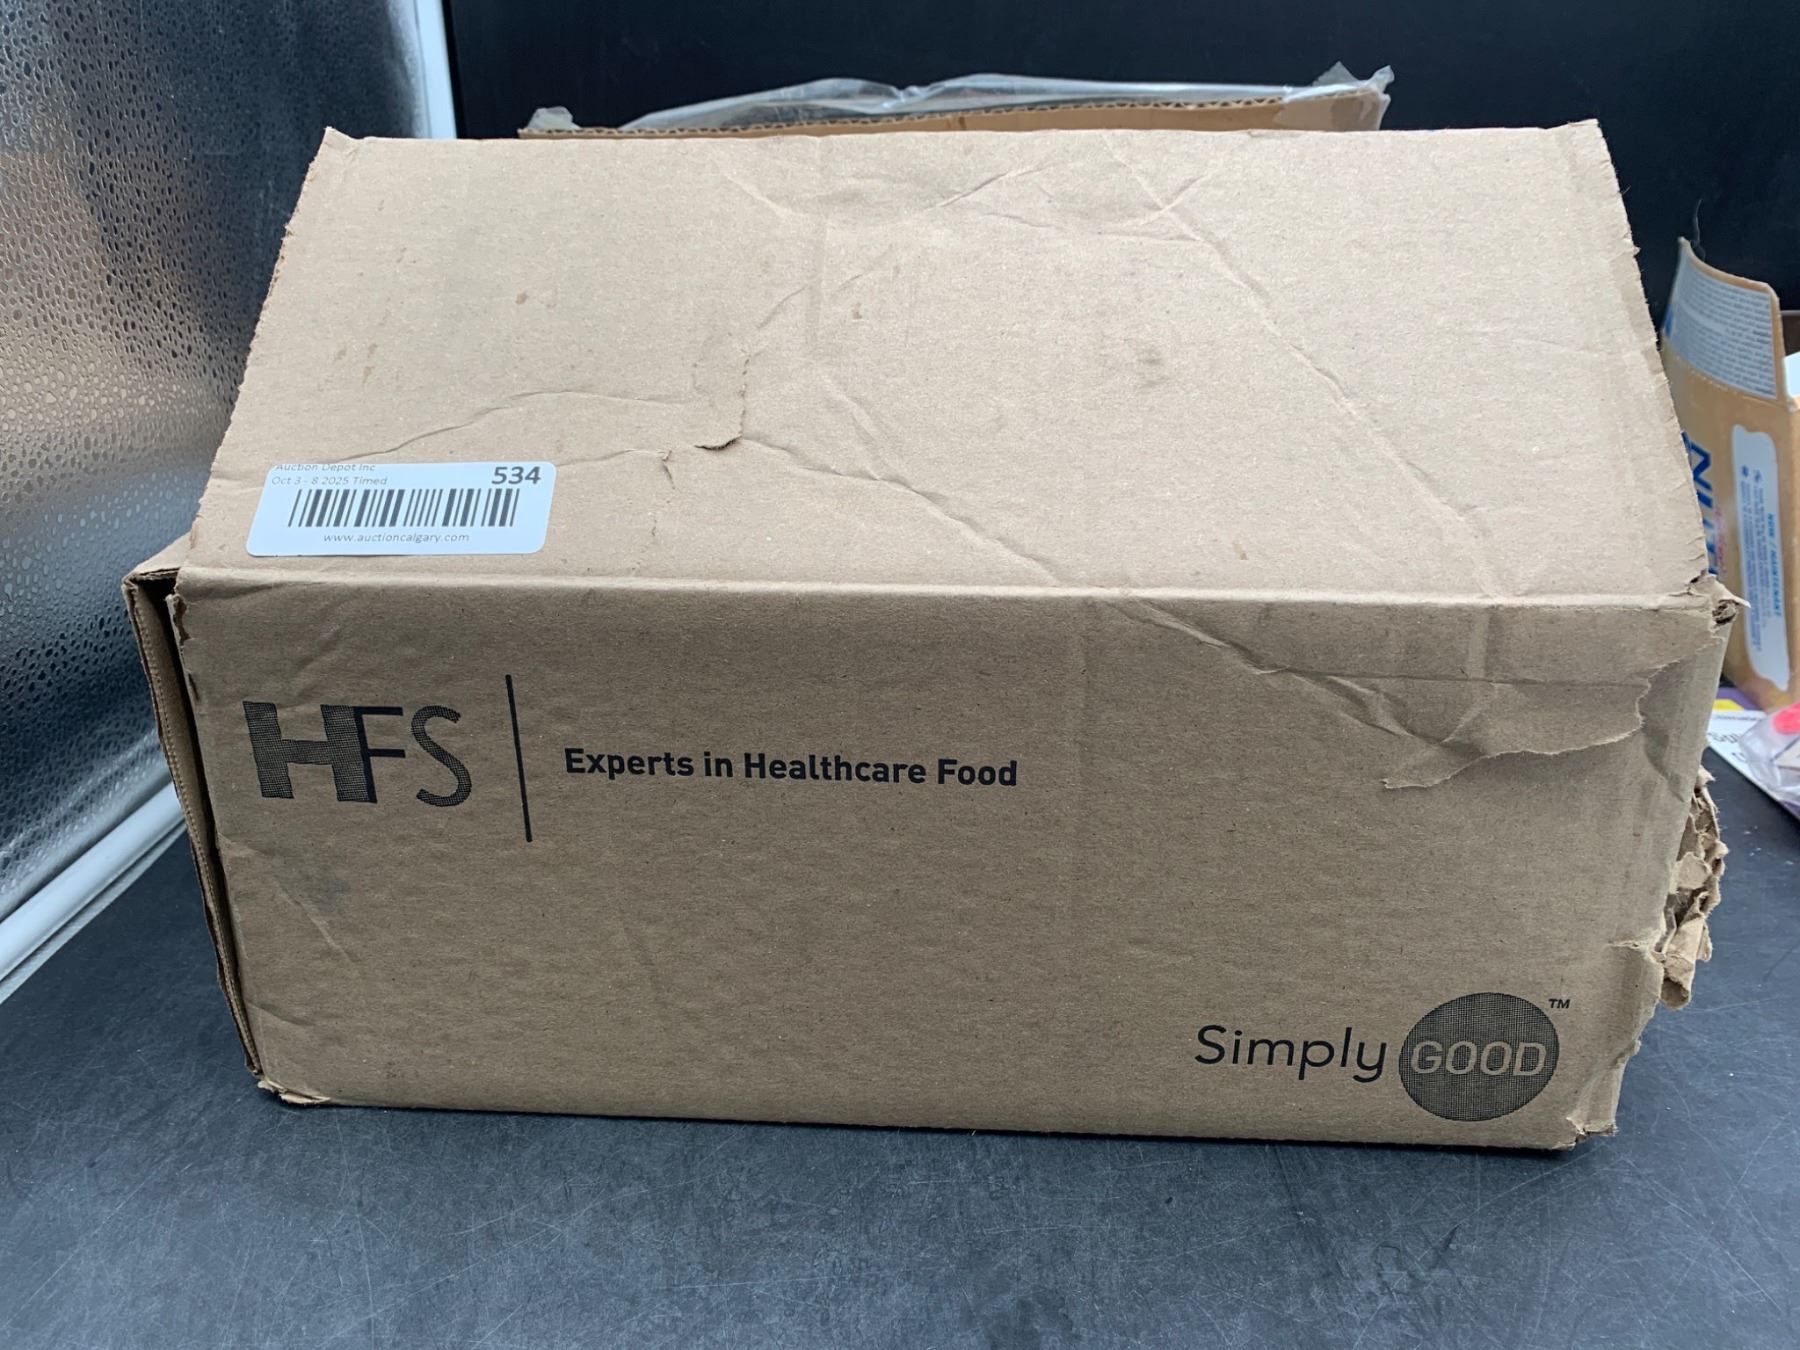 Auction Depot Inc
Oct 3 - 8 2025 Timed
534
www.auctioncalgary.com
HFS
Experts in Healthcare Food
Simply GOOD™